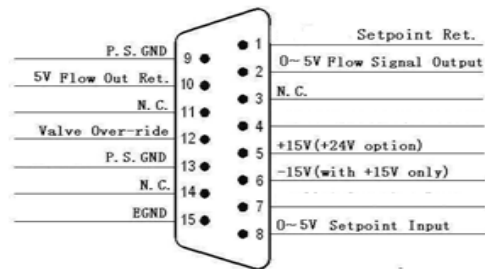 P.S.GND 9
5V Flow Out Ret. 10
N.C. 11
Valve Over-ride 12
P.S.GND 13
N.C. 14
EGND 15
1 Setpoint Ret.
2 0~5V Flow Signal Output
3 N.C.
4
5 +15V(+24V option)
6 -15V(with +15V only)
7
8 0~5V Setpoint Input